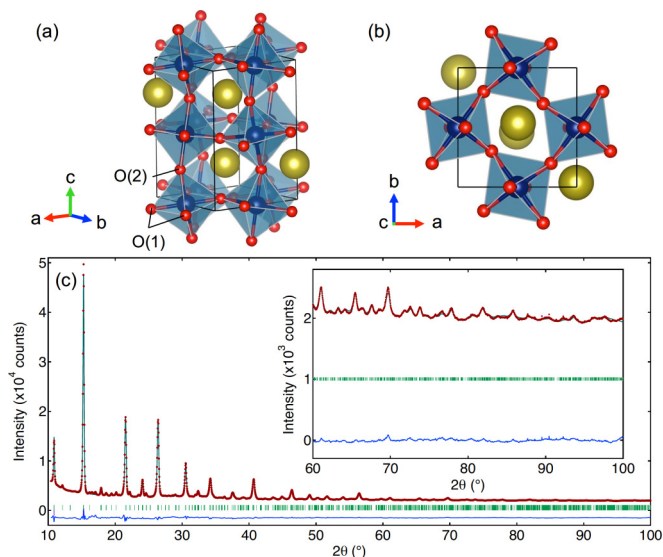 (a)
(b)
O(2)
O(1)
c
a
b
b
c
a
(c)
Intensity (x10⁴ counts)
5
4
3
2
1
0
10
20
30
40
50
60
70
80
90
100
2θ (°)
Intensity (x10³ counts)
2
1
0
60
70
80
90
100
2θ (°)